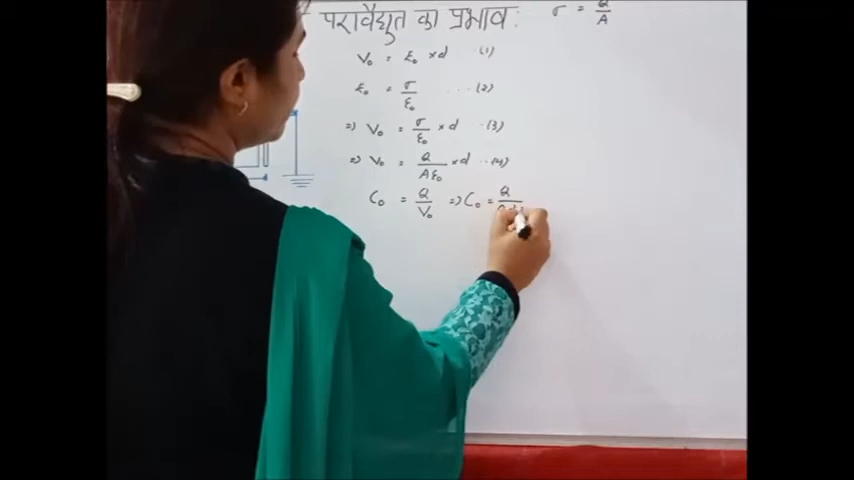 परावैद्युत का प्रभाव: σ = Q/A
V₀ = E₀ × d ..(1)
E₀ = σ/ε₀ ....(2)
⇒ V₀ = σ/ε₀ × d ..(3)
⇒ V₀ = Q/Aε₀ × d ..(4)
C₀ = Q/V₀ ⇒ C₀ = Q/